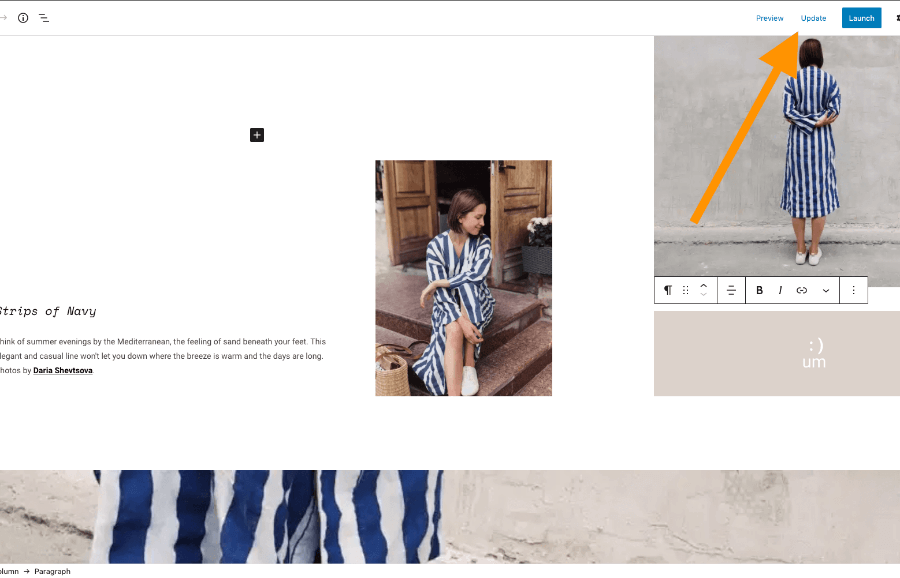 Preview Update Launch
Strips of Navy
hink of summer evenings by the Mediterranean, the feeling of sand beneath your feet. This
legant and casual line won't let you down where the breeze is warm and the days are long.
hotos by Daria Shevtsova.
B I
:)
um
olumn → Paragraph